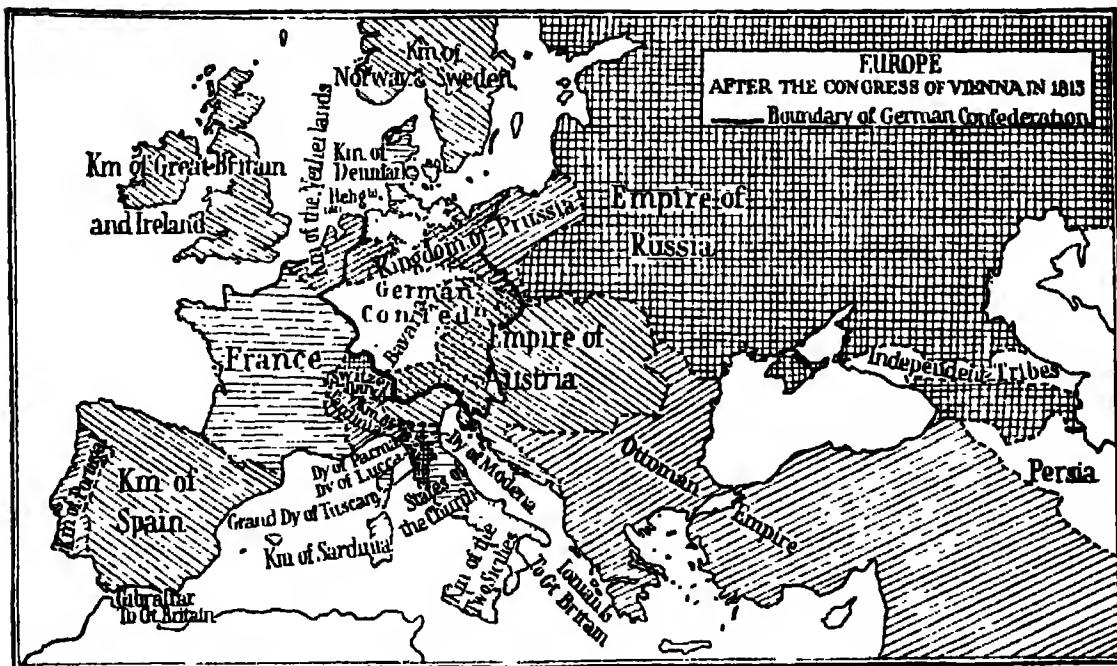 EUROPE
AFTER THE CONGRESS OF VIENNA IN 1815
Boundary of German Confederation
Km of
Norway & Sweden
Km of Great Britain
and Ireland
Km of the Netherlands
Km of
Denmark
Kingdom of Prussia
Empire of
Russia
German
Confedn
Bavaria
France
Empire of
Austria
Independent Tribes
Km of Portugal
Km of
Spain
Dy of Parma
Dy of Lucca
Grand Dy of Tuscany
Km of Sardinia
States of
the Church
Dy of Modena
Ottoman
Empire
Persia
Km of the
Two Sicilies
Ionian Is
To Gt Britain
Gibraltar
To Gt Britain